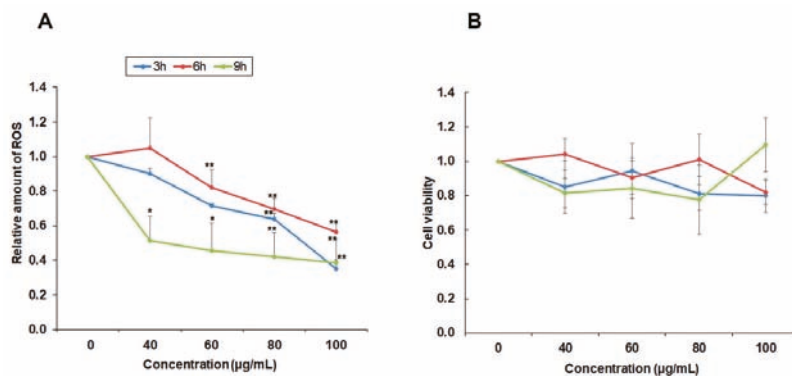 A
3h 6h 9h
Relative amount of ROS
1.4
1.2
1.0
0.8
0.6
0.4
0.2
0.0
**
**
**
**
**
**
*
*
**
0 40 60 80 100
Concentration (µg/mL)
B
Cell viability
1.4
1.2
1.0
0.8
0.6
0.4
0.2
0.0
0 40 60 80 100
Concentration (µg/mL)